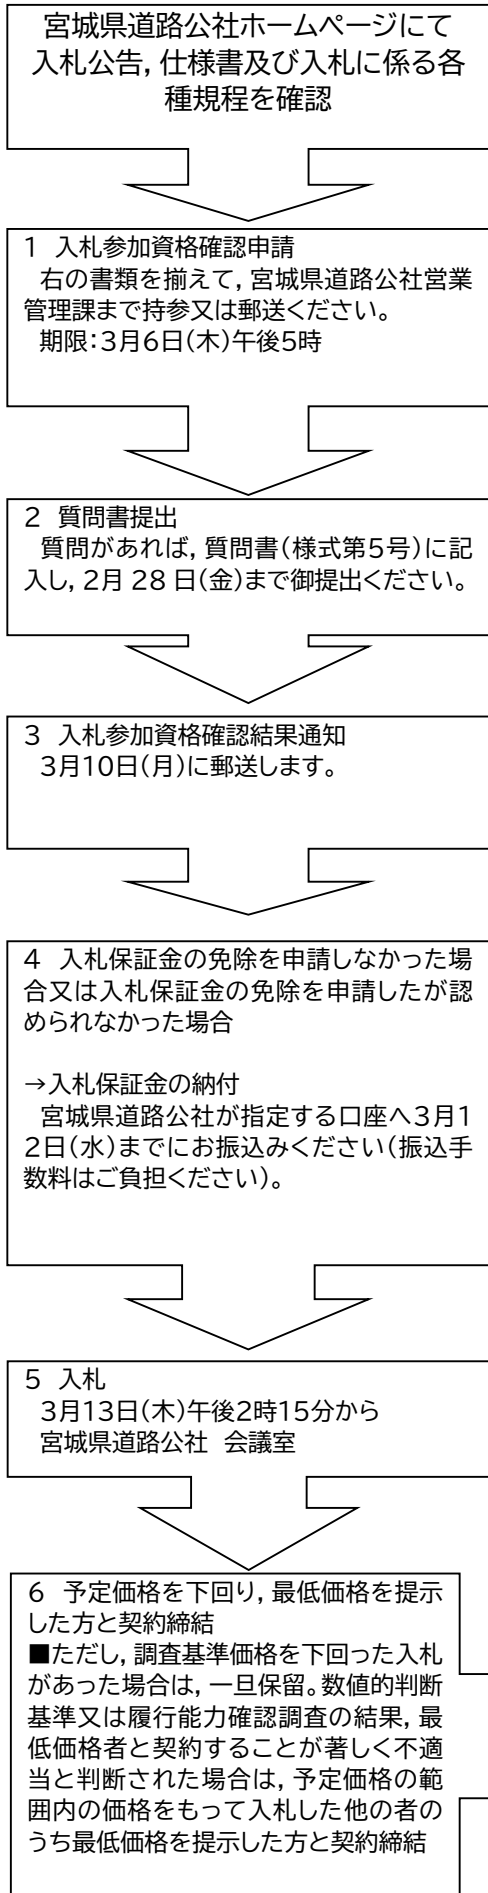 宮城県道路公社ホームページにて
入札公告,仕様書及び入札に係る各
種規程を確認
1 入札参加資格確認申請
右の書類を揃えて,宮城県道路公社営業
管理課まで持参又は郵送ください。
期限:3月6日(木)午後5時
2 質問書提出
質問があれば,質問書(様式第5号)に記
入し,2月 28 日(金)まで御提出ください。
3 入札参加資格確認結果通知
3月10日(月)に郵送します。
4 入札保証金の免除を申請しなかった場
合又は入札保証金の免除を申請したが認
められなかった場合
→入札保証金の納付
宮城県道路公社が指定する口座へ3月1
2日(水)までにお振込みください(振込手
数料はご負担ください)。
5 入札
3月13日(木)午後2時15分から
宮城県道路公社 会議室
6 予定価格を下回り,最低価格を提示
した方と契約締結
■ただし,調査基準価格を下回った入札
があった場合は,一旦保留。数値的判断
基準又は履行能力確認調査の結果,最
低価格者と契約することが著しく不適
当と判断された場合は,予定価格の範
囲内の価格をもって入札した他の者の
うち最低価格を提示した方と契約締結